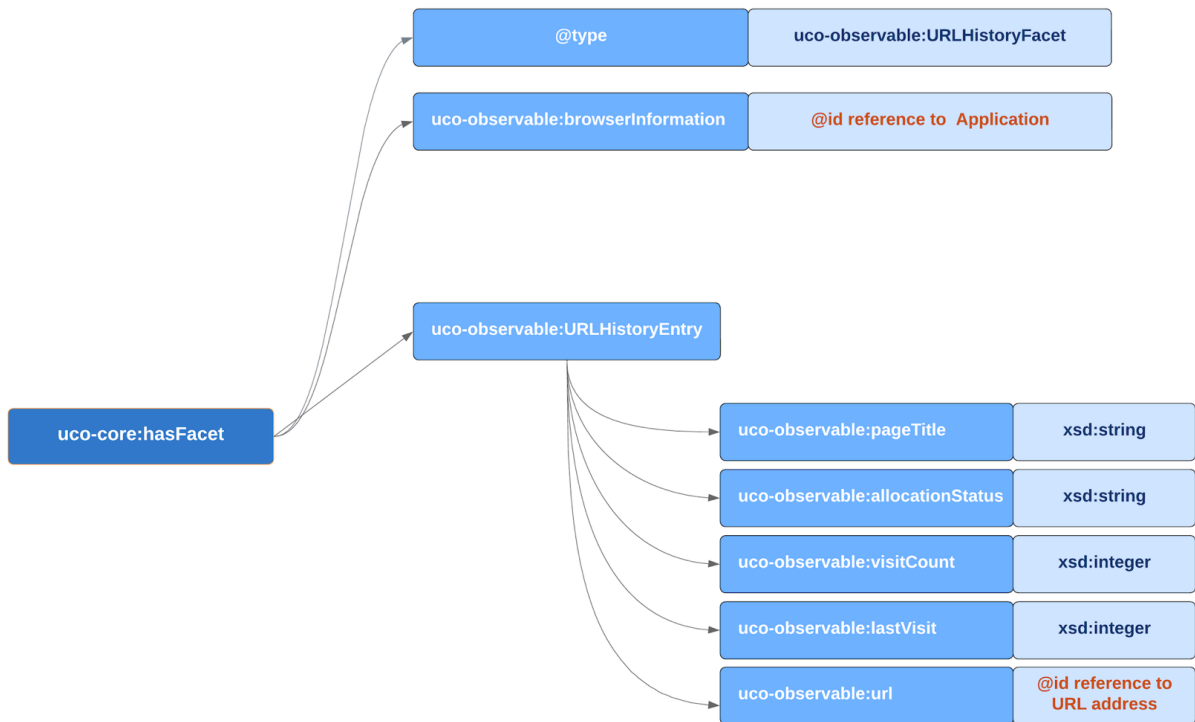 @type
uco-observable:URLHistoryFacet
uco-observable:browserInformation
@id reference to Application
uco-observable:URLHistoryEntry
uco-core:hasFacet
uco-observable:pageTitle
xsd:string
uco-observable:allocationStatus
xsd:string
uco-observable:visitCount
xsd:integer
uco-observable:lastVisit
xsd:integer
uco-observable:url
@id reference to
URL address